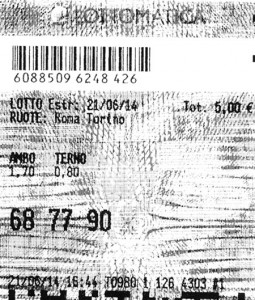 LOTTOMATICA
6088509 6248 426
LOTTO Estr: 21/06/14 Tot: 5,00 €
RUOTE: Roma Torino
AMBO TERNO
1,70 0,80
68 77 90
21/06/14 16:44 T0980 1 126 4303 A1